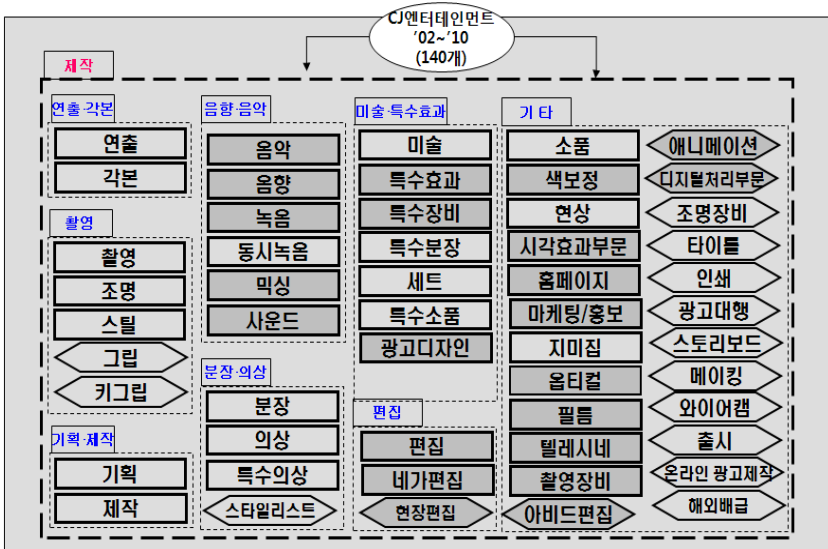 CJ엔터테인먼트
’02~’10
(140개)
제작
연출·각본
연출
각본
촬영
촬영
조명
스틸
그립
키그립
기획·제작
기획
제작
음향·음악
음악
음향
녹음
동시녹음
믹싱
사운드
분장·의상
분장
의상
특수의상
스타일리스트
미술·특수효과
미술
특수효과
특수장비
특수분장
세트
특수소품
광고디자인
편집
편집
네가편집
현장편집
기타
소품
색보정
현상
시각효과부문
홈페이지
마케팅/홍보
지미집
옵티컬
필름
텔레시네
촬영장비
아비드편집
애니메이션
디지털처리부문
조명장비
타이틀
인쇄
광고대행
스토리보드
메이킹
와이어캠
출시
온라인 광고제작
해외배급